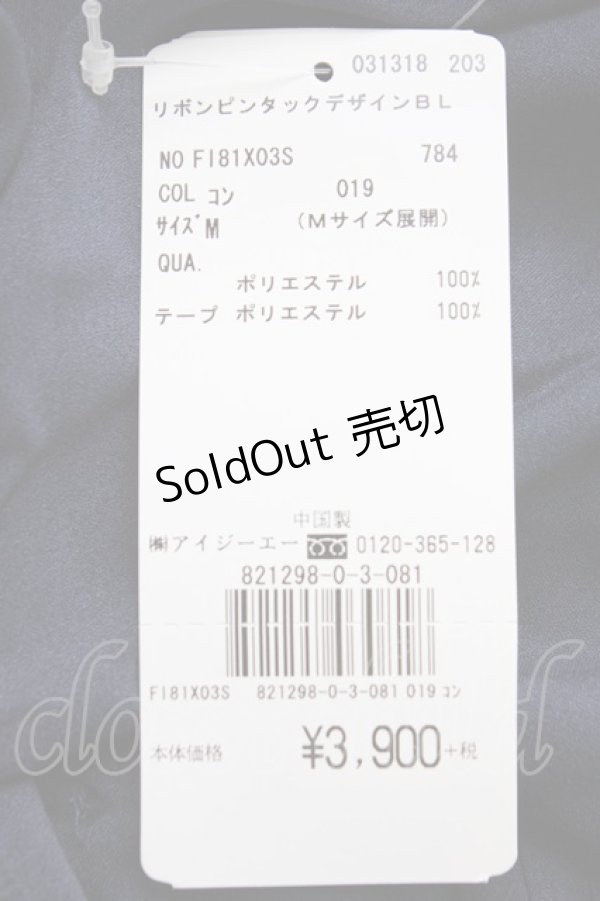 031318 203
リボンピンタックデザインBL
NO FI81X03S 784
COL コン 019
サイズ M (Mサイズ展開)
QUA.
ポリエステル 100%
テープ ポリエステル 100%
SoldOut 売切
中国製
㈱アイジーエー 0120-365-128
821298-0-3-081
FI81X03S 821298-0-3-081 019 コン
本体価格 ¥3,900+税